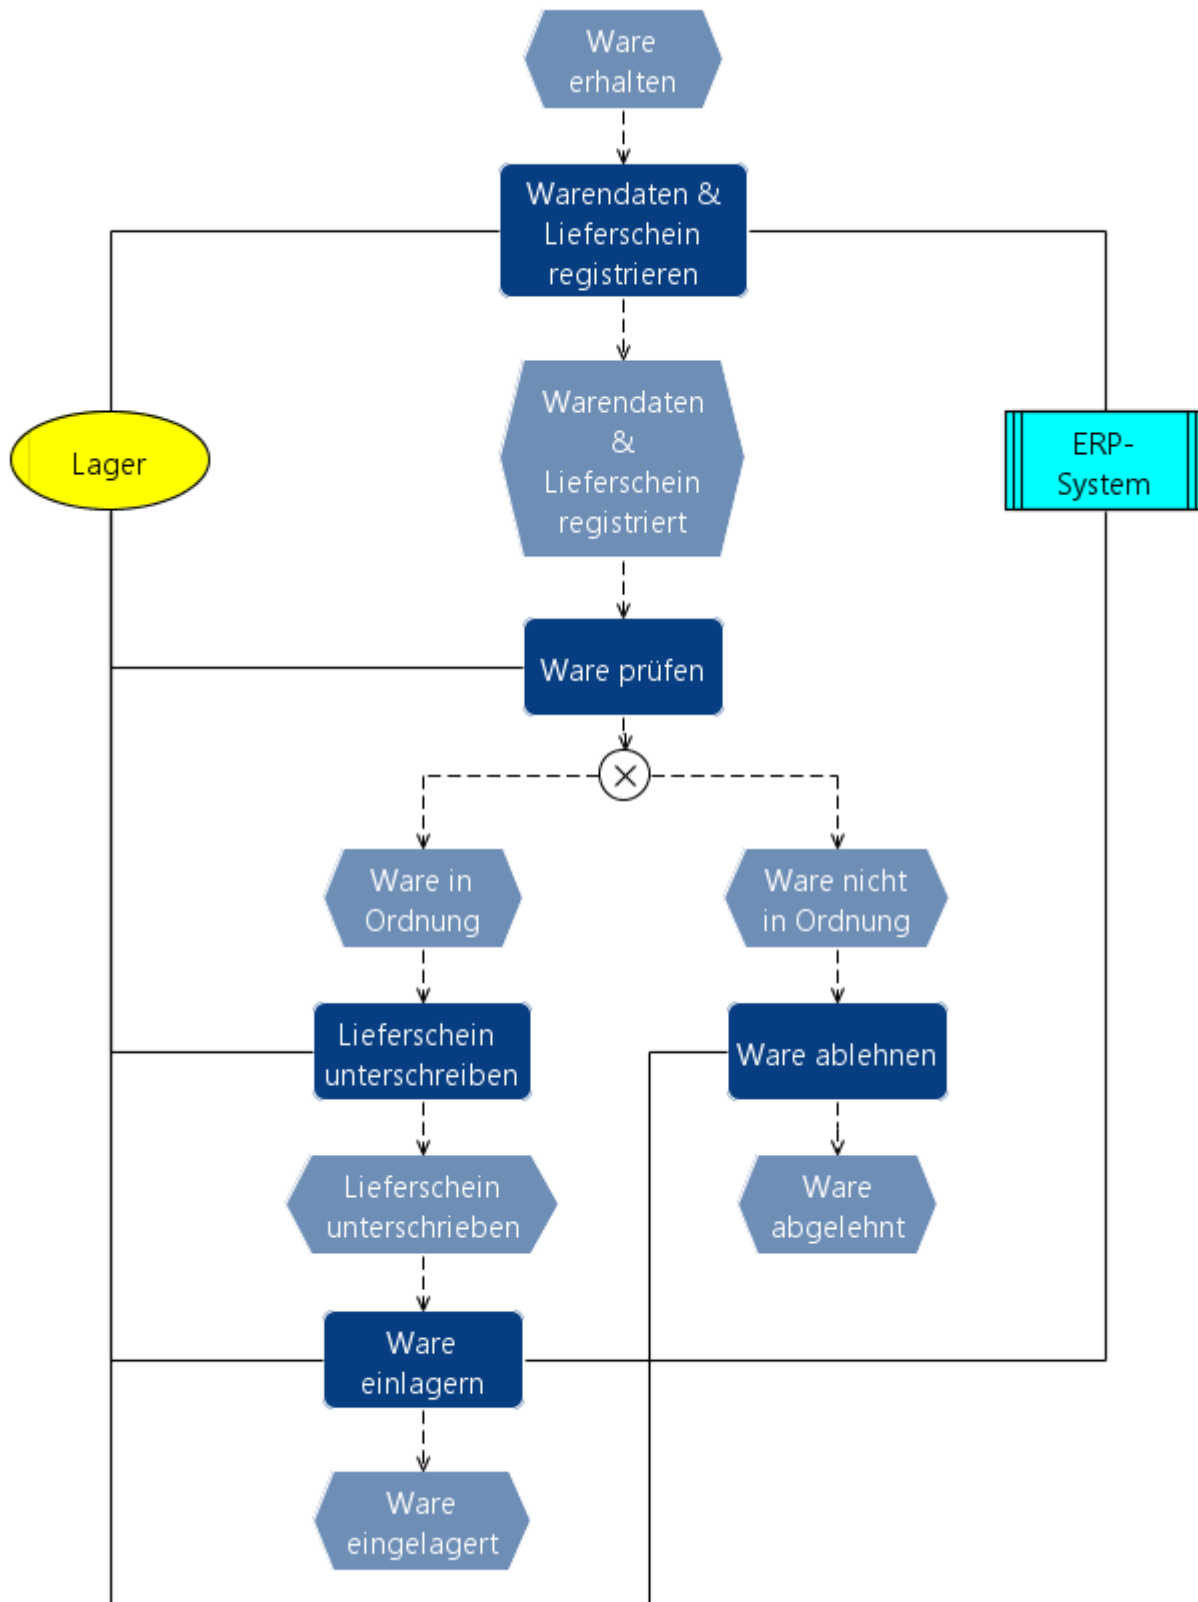 Ware
erhalten
Warendaten &
Lieferschein
registrieren
Warendaten
&
Lieferschein
registriert
Lager
ERP-
System
Ware prüfen
Ware in
Ordnung
Ware nicht
in Ordnung
Lieferschein
unterschreiben
Ware ablehnen
Lieferschein
unterschrieben
Ware
abgelehnt
Ware
einlagern
Ware
eingelagert